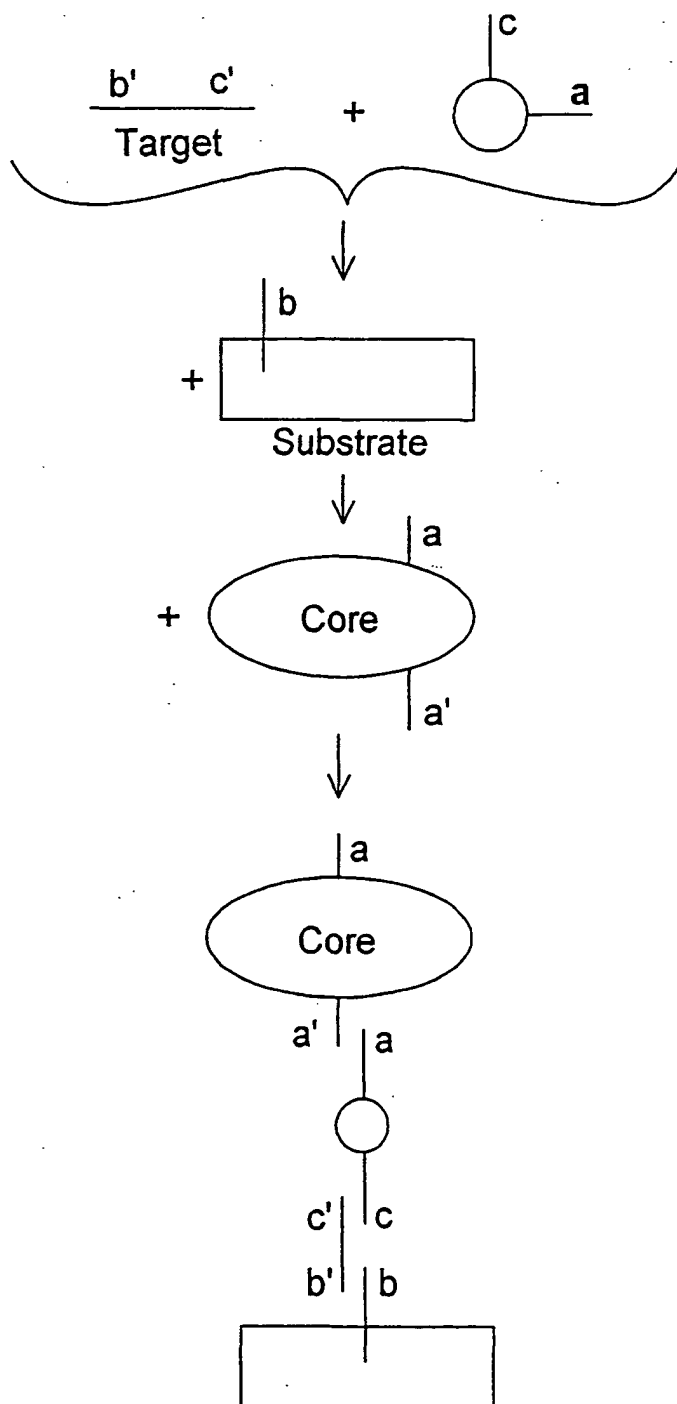 c
b' c' + a
Target
b
+
Substrate
a
+ Core
a'
a
Core
a' a
c' c
b' b